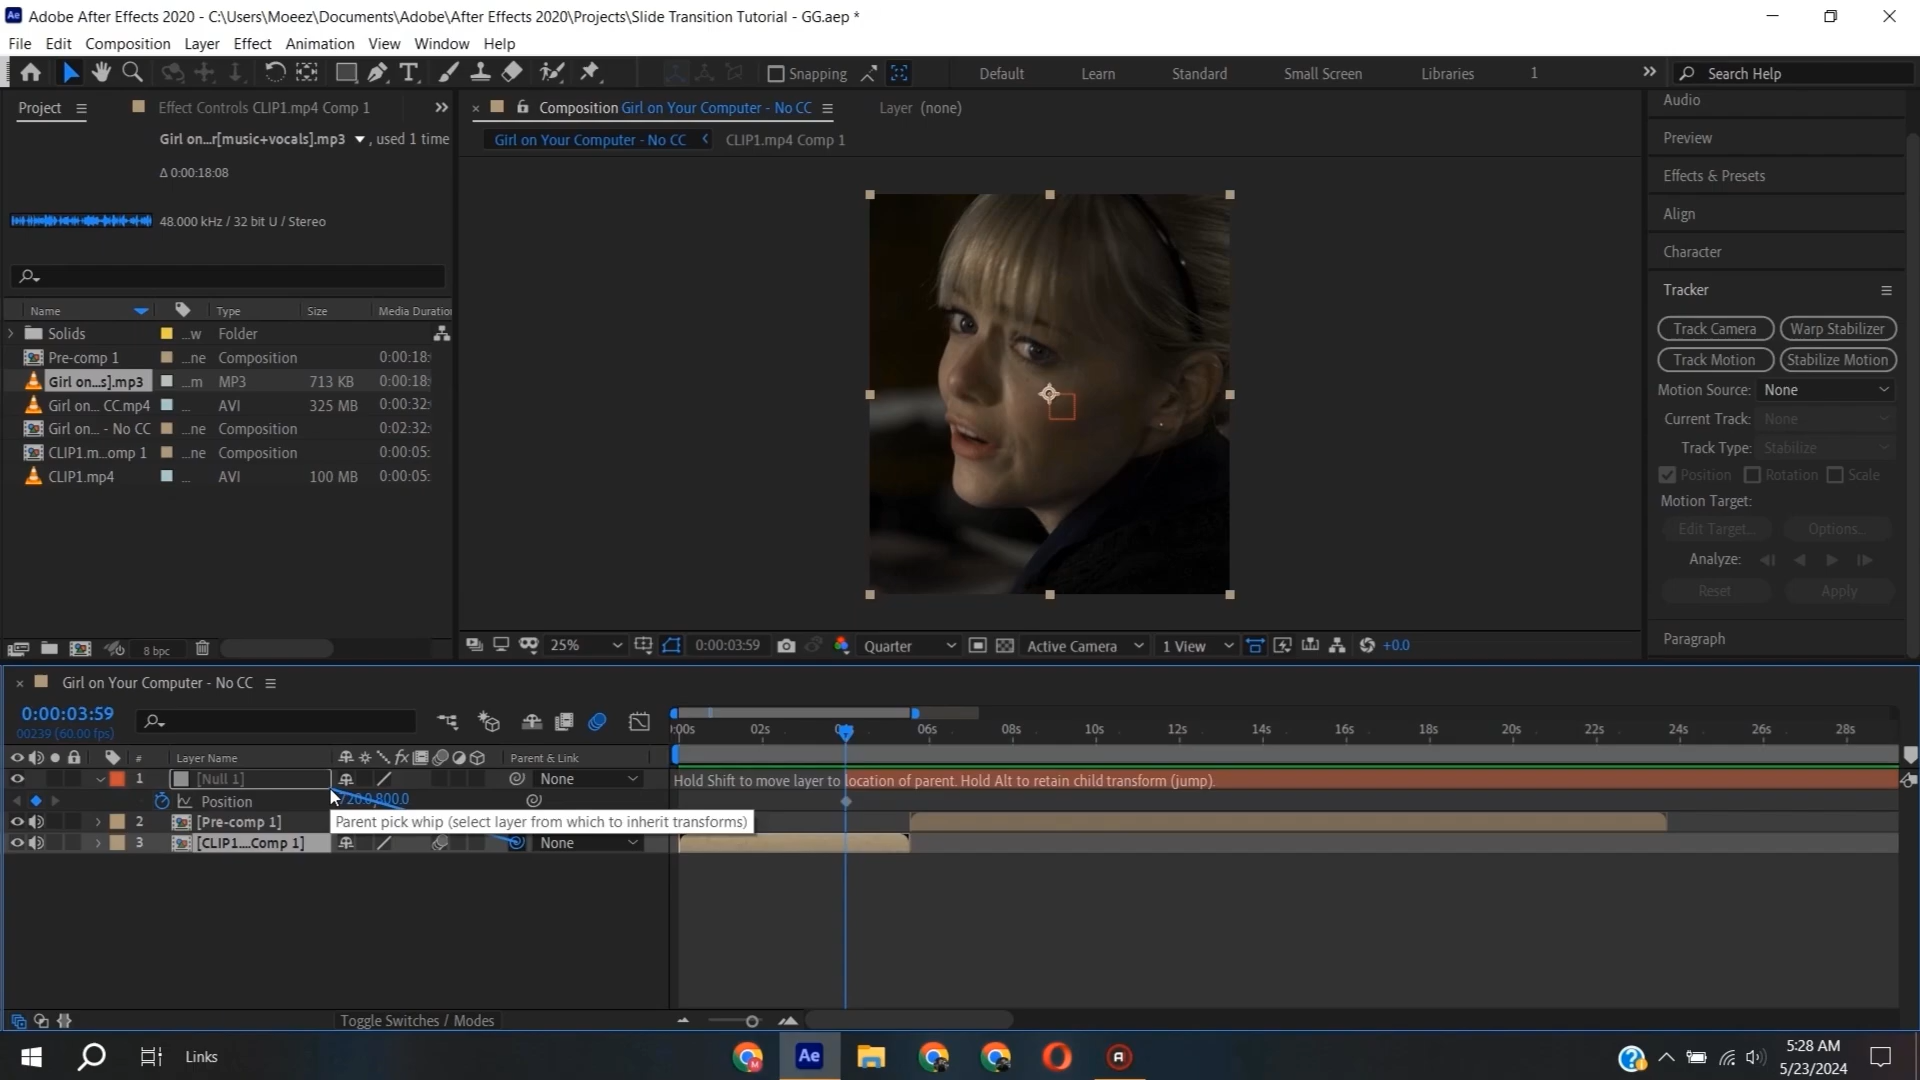 Adobe After Effects 2020 - C:\Users\Moeez\Documents\Adobe\After Effects 2020\Projects\Slide Transition Tutorial - GG.aep *
File Edit Composition Layer Effect Animation View Window Help
Snapping Default Learn Standard Small Screen Libraries 1 Search Help
Project Effect Controls CLIP1.mp4 Comp 1
Girl on...r[music+vocals].mp3 , used 1 time
Δ 0:00:18:08
48.000 kHz / 32 bit U / Stereo
Name Type Size Media Duratio
Solids ...w Folder
Pre-comp 1 ...ne Composition 0:00:18:
Girl on...s].mp3 ...m MP3 713 KB 0:00:18:
Girl on... CC.mp4 ... AVI 325 MB 0:00:32:
Girl on... - No CC ...ne Composition 0:02:32:
CLIP1.m...omp 1 ...ne Composition 0:00:05:
CLIP1.mp4 ... AVI 100 MB 0:00:05:
8 bpc
Composition Girl on Your Computer - No CC Layer (none)
Girl on Your Computer - No CC CLIP1.mp4 Comp 1
25% 0:00:03:59 Quarter Active Camera 1 View +0.0
Audio
Preview
Effects & Presets
Align
Character
Tracker
Track Camera Warp Stabilizer
Track Motion Stabilize Motion
Motion Source: None
Current Track: None
Track Type: Stabilize
Position Rotation Scale
Motion Target:
Edit Target... Options...
Analyze:
Reset Apply
Paragraph
Girl on Your Computer - No CC
0:00:03:59
00239 (60.00 fps)
:00s 02s 04s 06s 08s 10s 12s 14s 16s 18s 20s 22s 24s 26s 28s
# Layer Name fx Parent & Link
1 [Null 1] None
Hold Shift to move layer to location of parent. Hold Alt to retain child transform (jump).
Position 720.0,800.0
2 [Pre-comp 1]
Parent pick whip (select layer from which to inherit transforms)
3 [CLIP1....Comp 1] None
Toggle Switches / Modes
Links
Ae
5:28 AM
5/23/2024